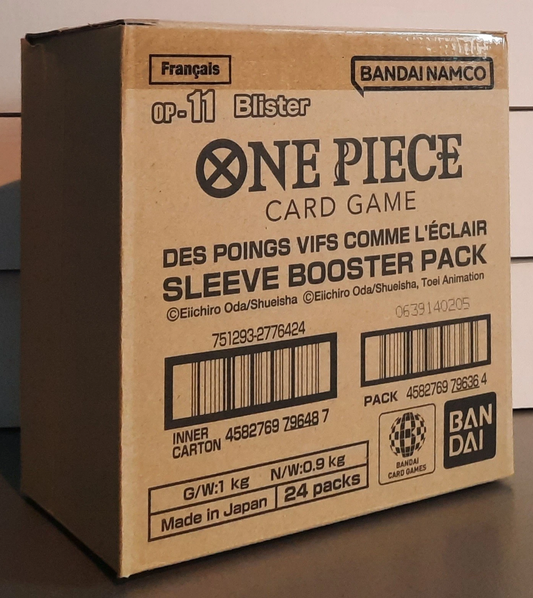 Français
BANDAI NAMCO
OP-11 Blister
ONE PIECE
CARD GAME
DES POINGS VIFS COMME L'ÉCLAIR
SLEEVE BOOSTER PACK
©Eiichiro Oda/Shueisha ©Eiichiro Oda/Shueisha, Toei Animation
751293-2776424
0639140205
INNER CARTON 4582769 79648 7
PACK 4582769 79636 4
BANDAI
CARD GAMES
BAN
DAI
G/W:1 kg N/W:0.9 kg
Made in Japan 24 packs